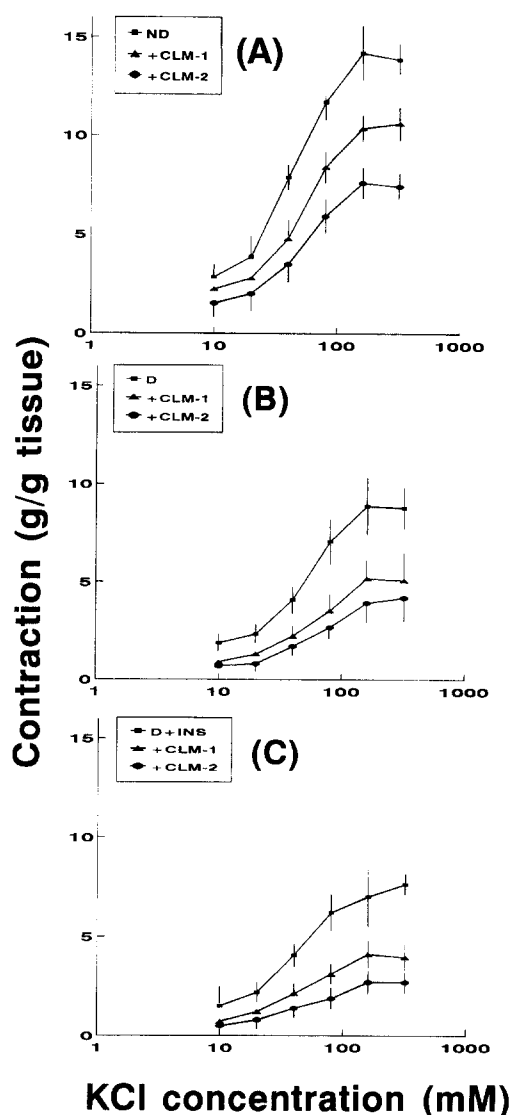 15
ND
+CLM-1
+CLM-2
(A)
10
5
0
1
10
100
1000
15
D
+CLM-1
+CLM-2
(B)
10
5
0
1
10
100
1000
15
D+INS
+CLM-1
+CLM-2
(C)
10
5
0
1
10
100
1000
Contraction (g/g tissue)
KCl concentration (mM)